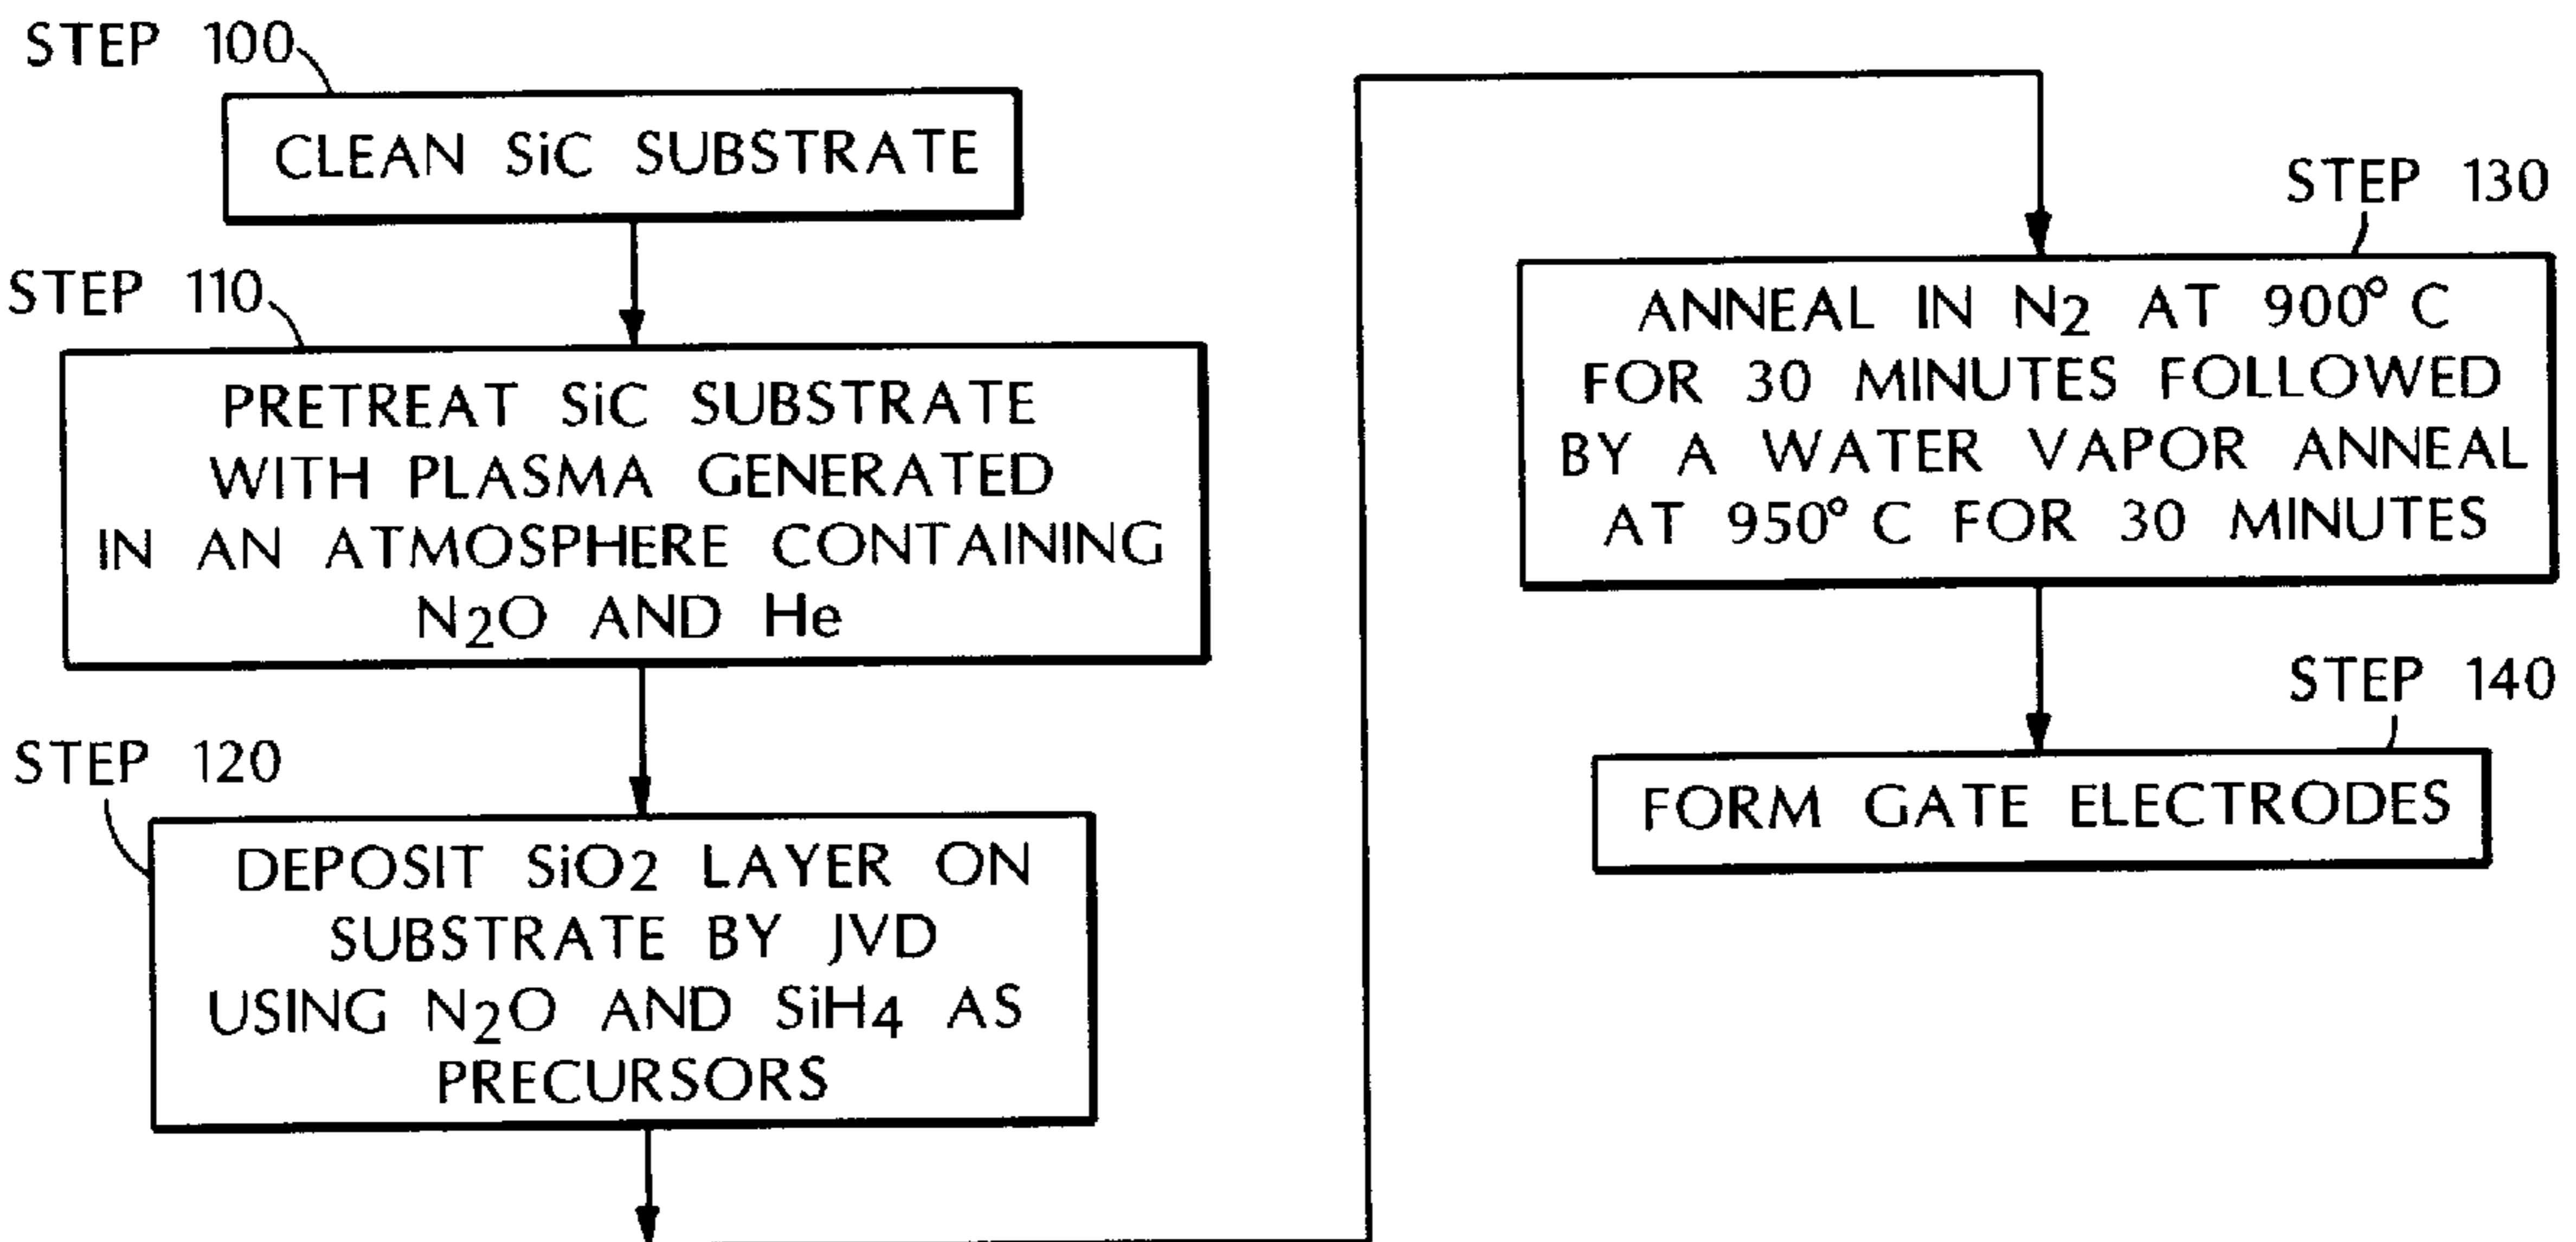 STEP 100
CLEAN SiC SUBSTRATE
STEP 110
PRETREAT SiC SUBSTRATE
WITH PLASMA GENERATED
IN AN ATMOSPHERE CONTAINING
N2O AND He
STEP 120
DEPOSIT SiO2 LAYER ON
SUBSTRATE BY JVD
USING N2O AND SiH4 AS
PRECURSORS
STEP 130
ANNEAL IN N2 AT 900° C
FOR 30 MINUTES FOLLOWED
BY A WATER VAPOR ANNEAL
AT 950° C FOR 30 MINUTES
STEP 140
FORM GATE ELECTRODES